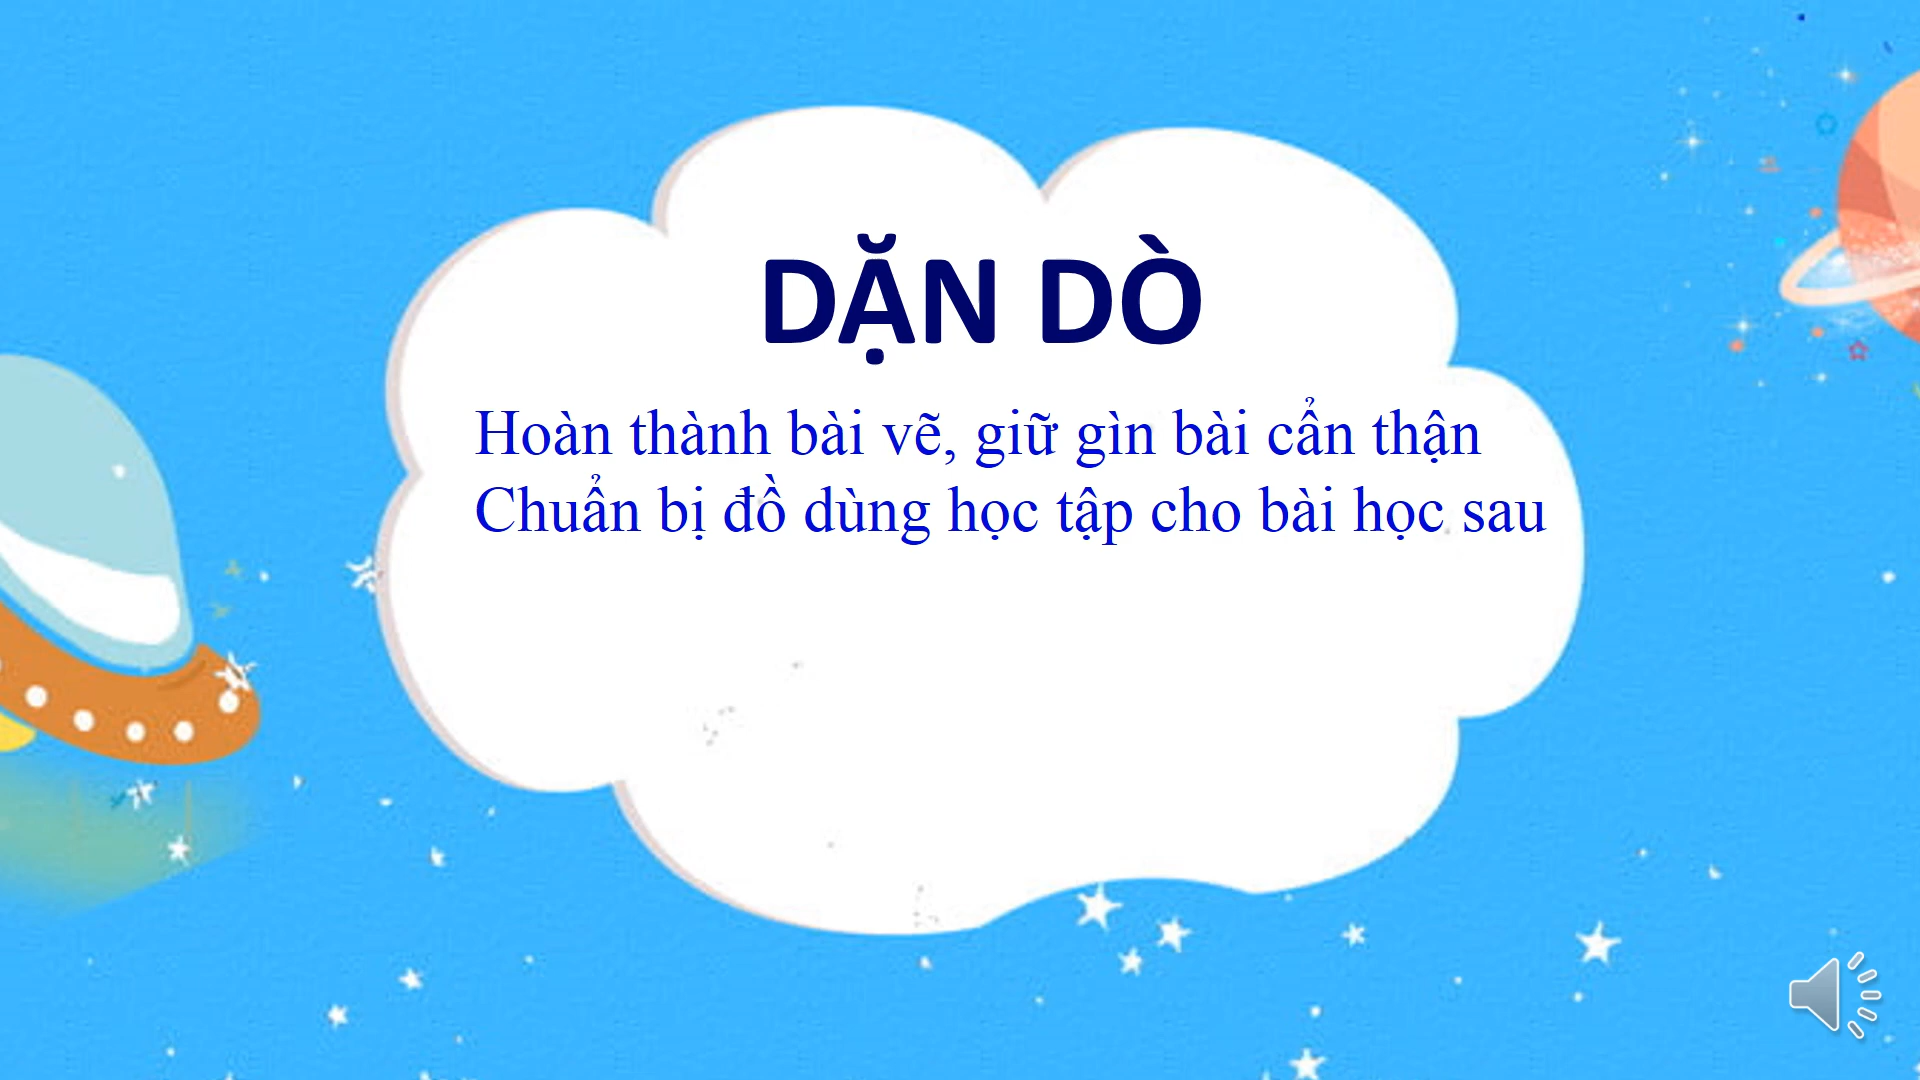 DẶN DÒ
Hoàn thành bài vẽ, giữ gìn bài cẩn thận
Chuẩn bị đồ dùng học tập cho bài học sau